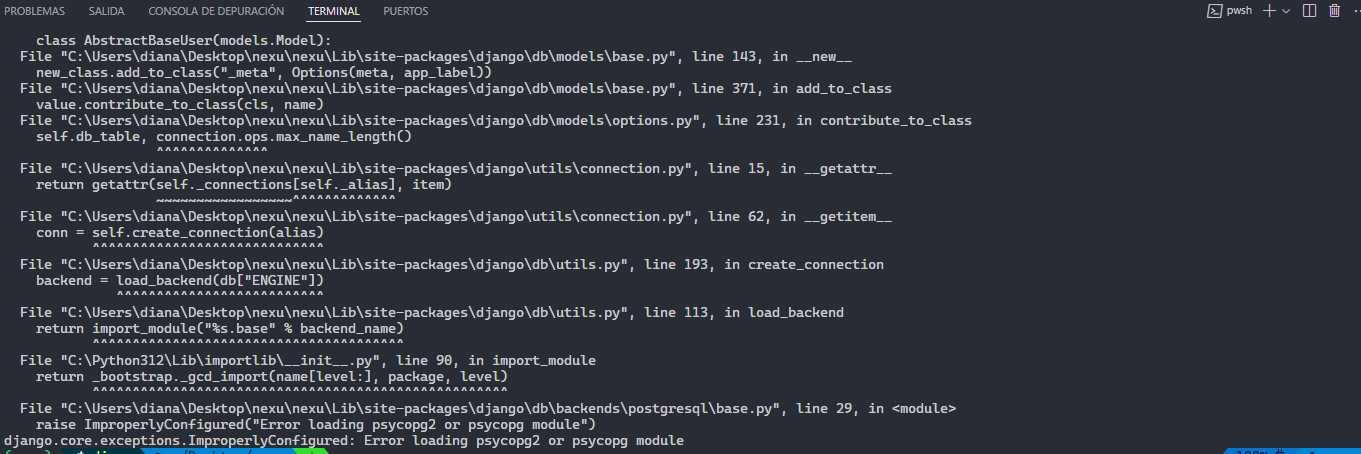 PROBLEMAS SALIDA CONSOLA DE DEPURACIÓN TERMINAL PUERTOS pwsh
class AbstractBaseUser(models.Model):
File "C:\Users\diana\Desktop\nexu\nexu\Lib\site-packages\django\db\models\base.py", line 143, in __new__
new_class.add_to_class("_meta", Options(meta, app_label))
File "C:\Users\diana\Desktop\nexu\nexu\Lib\site-packages\django\db\models\base.py", line 371, in add_to_class
value.contribute_to_class(cls, name)
File "C:\Users\diana\Desktop\nexu\nexu\Lib\site-packages\django\db\models\options.py", line 231, in contribute_to_class
self.db_table, connection.ops.max_name_length()
^^^^^^^^^^^^^^
File "C:\Users\diana\Desktop\nexu\nexu\Lib\site-packages\django\utils\connection.py", line 15, in __getattr__
return getattr(self._connections[self._alias], item)
~~~~~~~~~~~~~~~~~^^^^^^^^^^^^^
File "C:\Users\diana\Desktop\nexu\nexu\Lib\site-packages\django\utils\connection.py", line 62, in __getitem__
conn = self.create_connection(alias)
^^^^^^^^^^^^^^^^^^^^^^^^^^^^^
File "C:\Users\diana\Desktop\nexu\nexu\Lib\site-packages\django\db\utils.py", line 193, in create_connection
backend = load_backend(db["ENGINE"])
^^^^^^^^^^^^^^^^^^^^^^^^^^
File "C:\Users\diana\Desktop\nexu\nexu\Lib\site-packages\django\db\utils.py", line 113, in load_backend
return import_module("%s.base" % backend_name)
^^^^^^^^^^^^^^^^^^^^^^^^^^^^^^^^^^^^^^^
File "C:\Python312\Lib\importlib\__init__.py", line 90, in import_module
return _bootstrap._gcd_import(name[level:], package, level)
^^^^^^^^^^^^^^^^^^^^^^^^^^^^^^^^^^^^^^^^^^^^^^^^^^^^
File "C:\Users\diana\Desktop\nexu\nexu\Lib\site-packages\django\db\backends\postgresql\base.py", line 29, in <module>
raise ImproperlyConfigured("Error loading psycopg2 or psycopg module")
django.core.exceptions.ImproperlyConfigured: Error loading psycopg2 or psycopg module